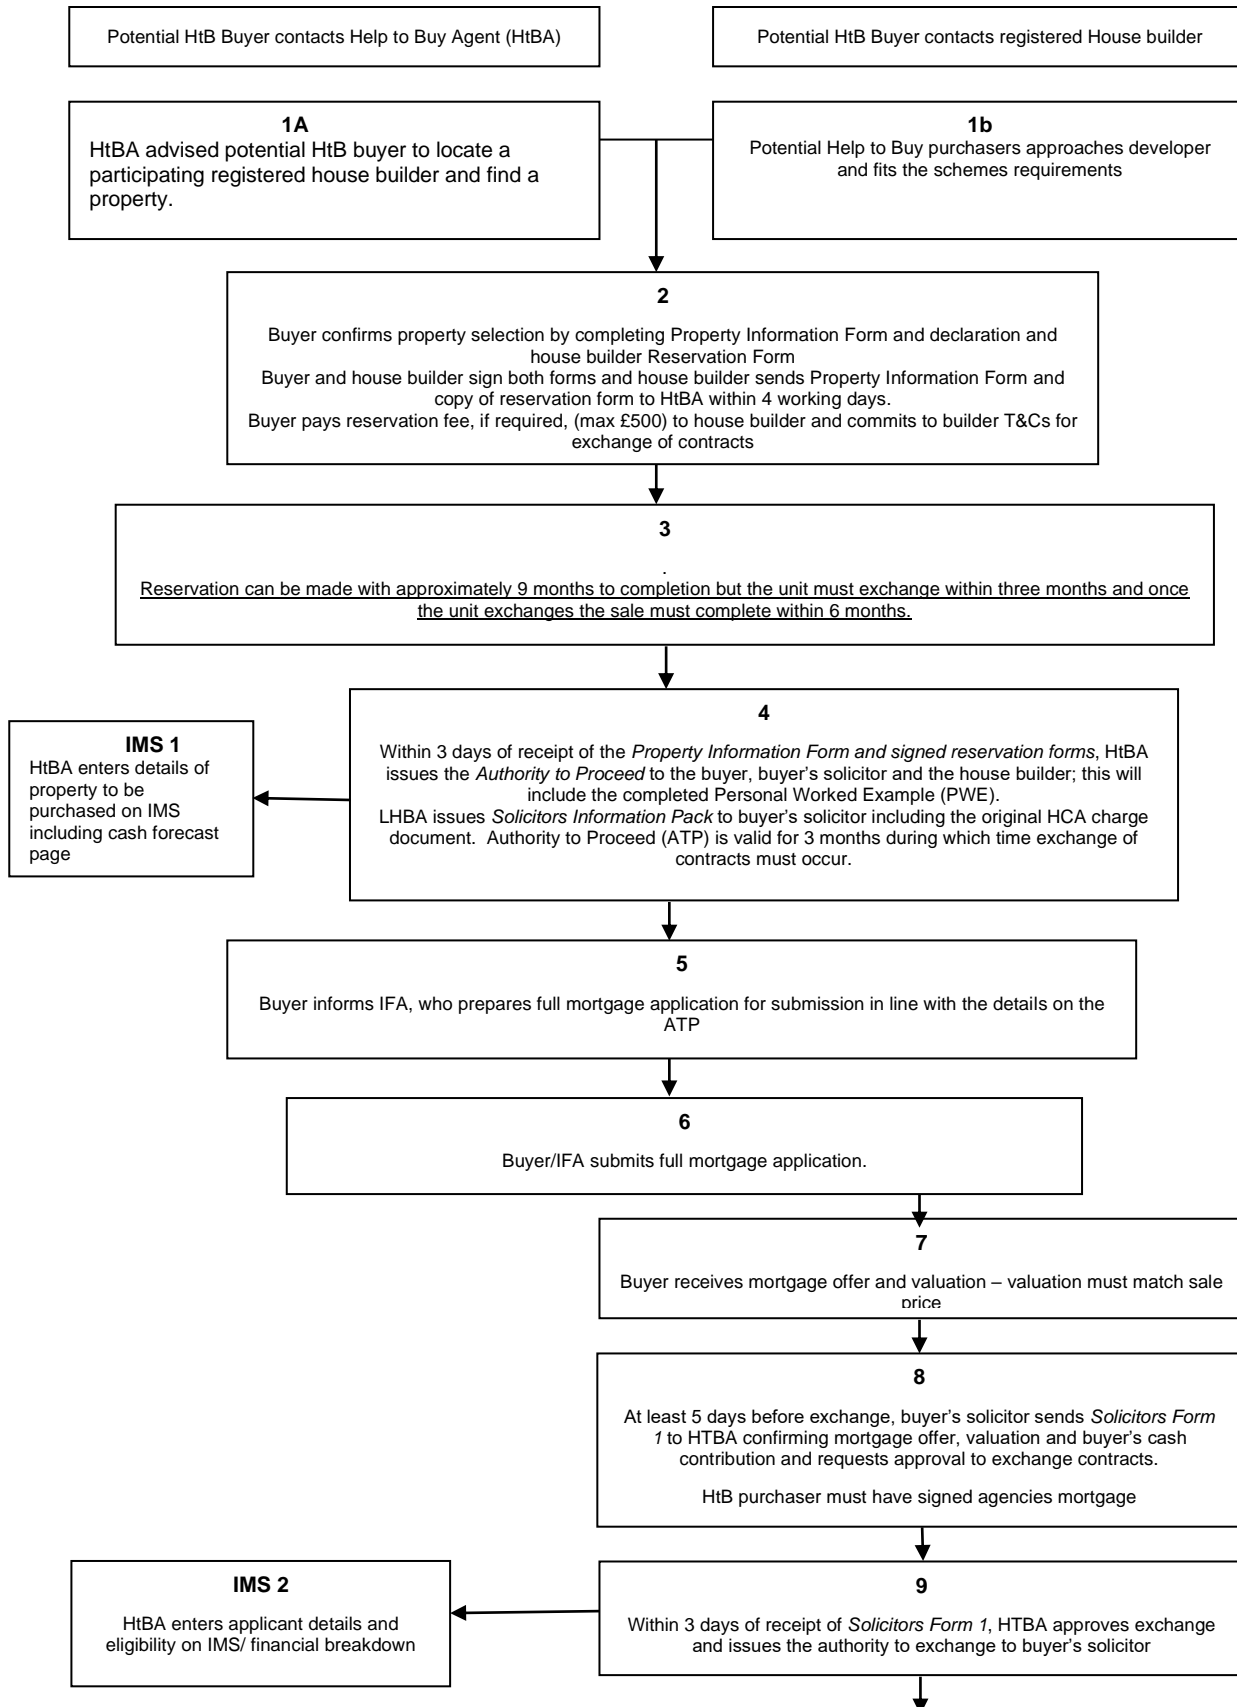 Potential HtB Buyer contacts Help to Buy Agent (HtBA)
Potential HtB Buyer contacts registered House builder
1A
HtBA advised potential HtB buyer to locate a
participating registered house builder and find a
property.
1b
Potential Help to Buy purchasers approaches developer
and fits the schemes requirements
2
Buyer confirms property selection by completing Property Information Form and declaration and
house builder Reservation Form
Buyer and house builder sign both forms and house builder sends Property Information Form and
copy of reservation form to HtBA within 4 working days.
Buyer pays reservation fee, if required, (max £500) to house builder and commits to builder T&Cs for
exchange of contracts
3
.
Reservation can be made with approximately 9 months to completion but the unit must exchange within three months and once
the unit exchanges the sale must complete within 6 months.
4
Within 3 days of receipt of the Property Information Form and signed reservation forms, HtBA
issues the Authority to Proceed to the buyer, buyer's solicitor and the house builder; this will
include the completed Personal Worked Example (PWE).
LHBA issues Solicitors Information Pack to buyer's solicitor including the original HCA charge
document.  Authority to Proceed (ATP) is valid for 3 months during which time exchange of
contracts must occur.
IMS 1
HtBA enters details of
property to be
purchased on IMS
including cash forecast
page
5
Buyer informs IFA, who prepares full mortgage application for submission in line with the details on the
ATP
6
Buyer/IFA submits full mortgage application.
7
Buyer receives mortgage offer and valuation – valuation must match sale
price
8
At least 5 days before exchange, buyer's solicitor sends Solicitors Form
1 to HTBA confirming mortgage offer, valuation and buyer's cash
contribution and requests approval to exchange contracts.
HtB purchaser must have signed agencies mortgage
IMS 2
HtBA enters applicant details and
eligibility on IMS/ financial breakdown
9
Within 3 days of receipt of Solicitors Form 1, HTBA approves exchange
and issues the authority to exchange to buyer's solicitor